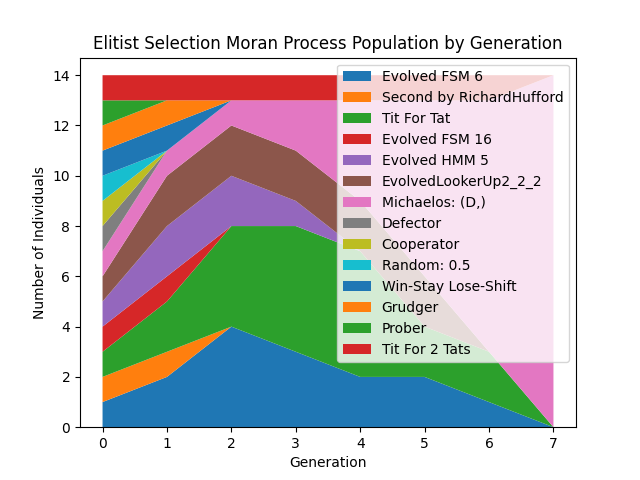 Elitist Selection Moran Process Population by Generation
Number of Individuals
14
12
10
8
6
4
2
0
Evolved FSM 6
Second by RichardHufford
Tit For Tat
Evolved FSM 16
Evolved HMM 5
EvolvedLookerUp2_2_2
Michaelos: (D,)
Defector
Cooperator
Random: 0.5
Win-Stay Lose-Shift
Grudger
Prober
Tit For 2 Tats
0 1 2 3 4 5 6 7
Generation